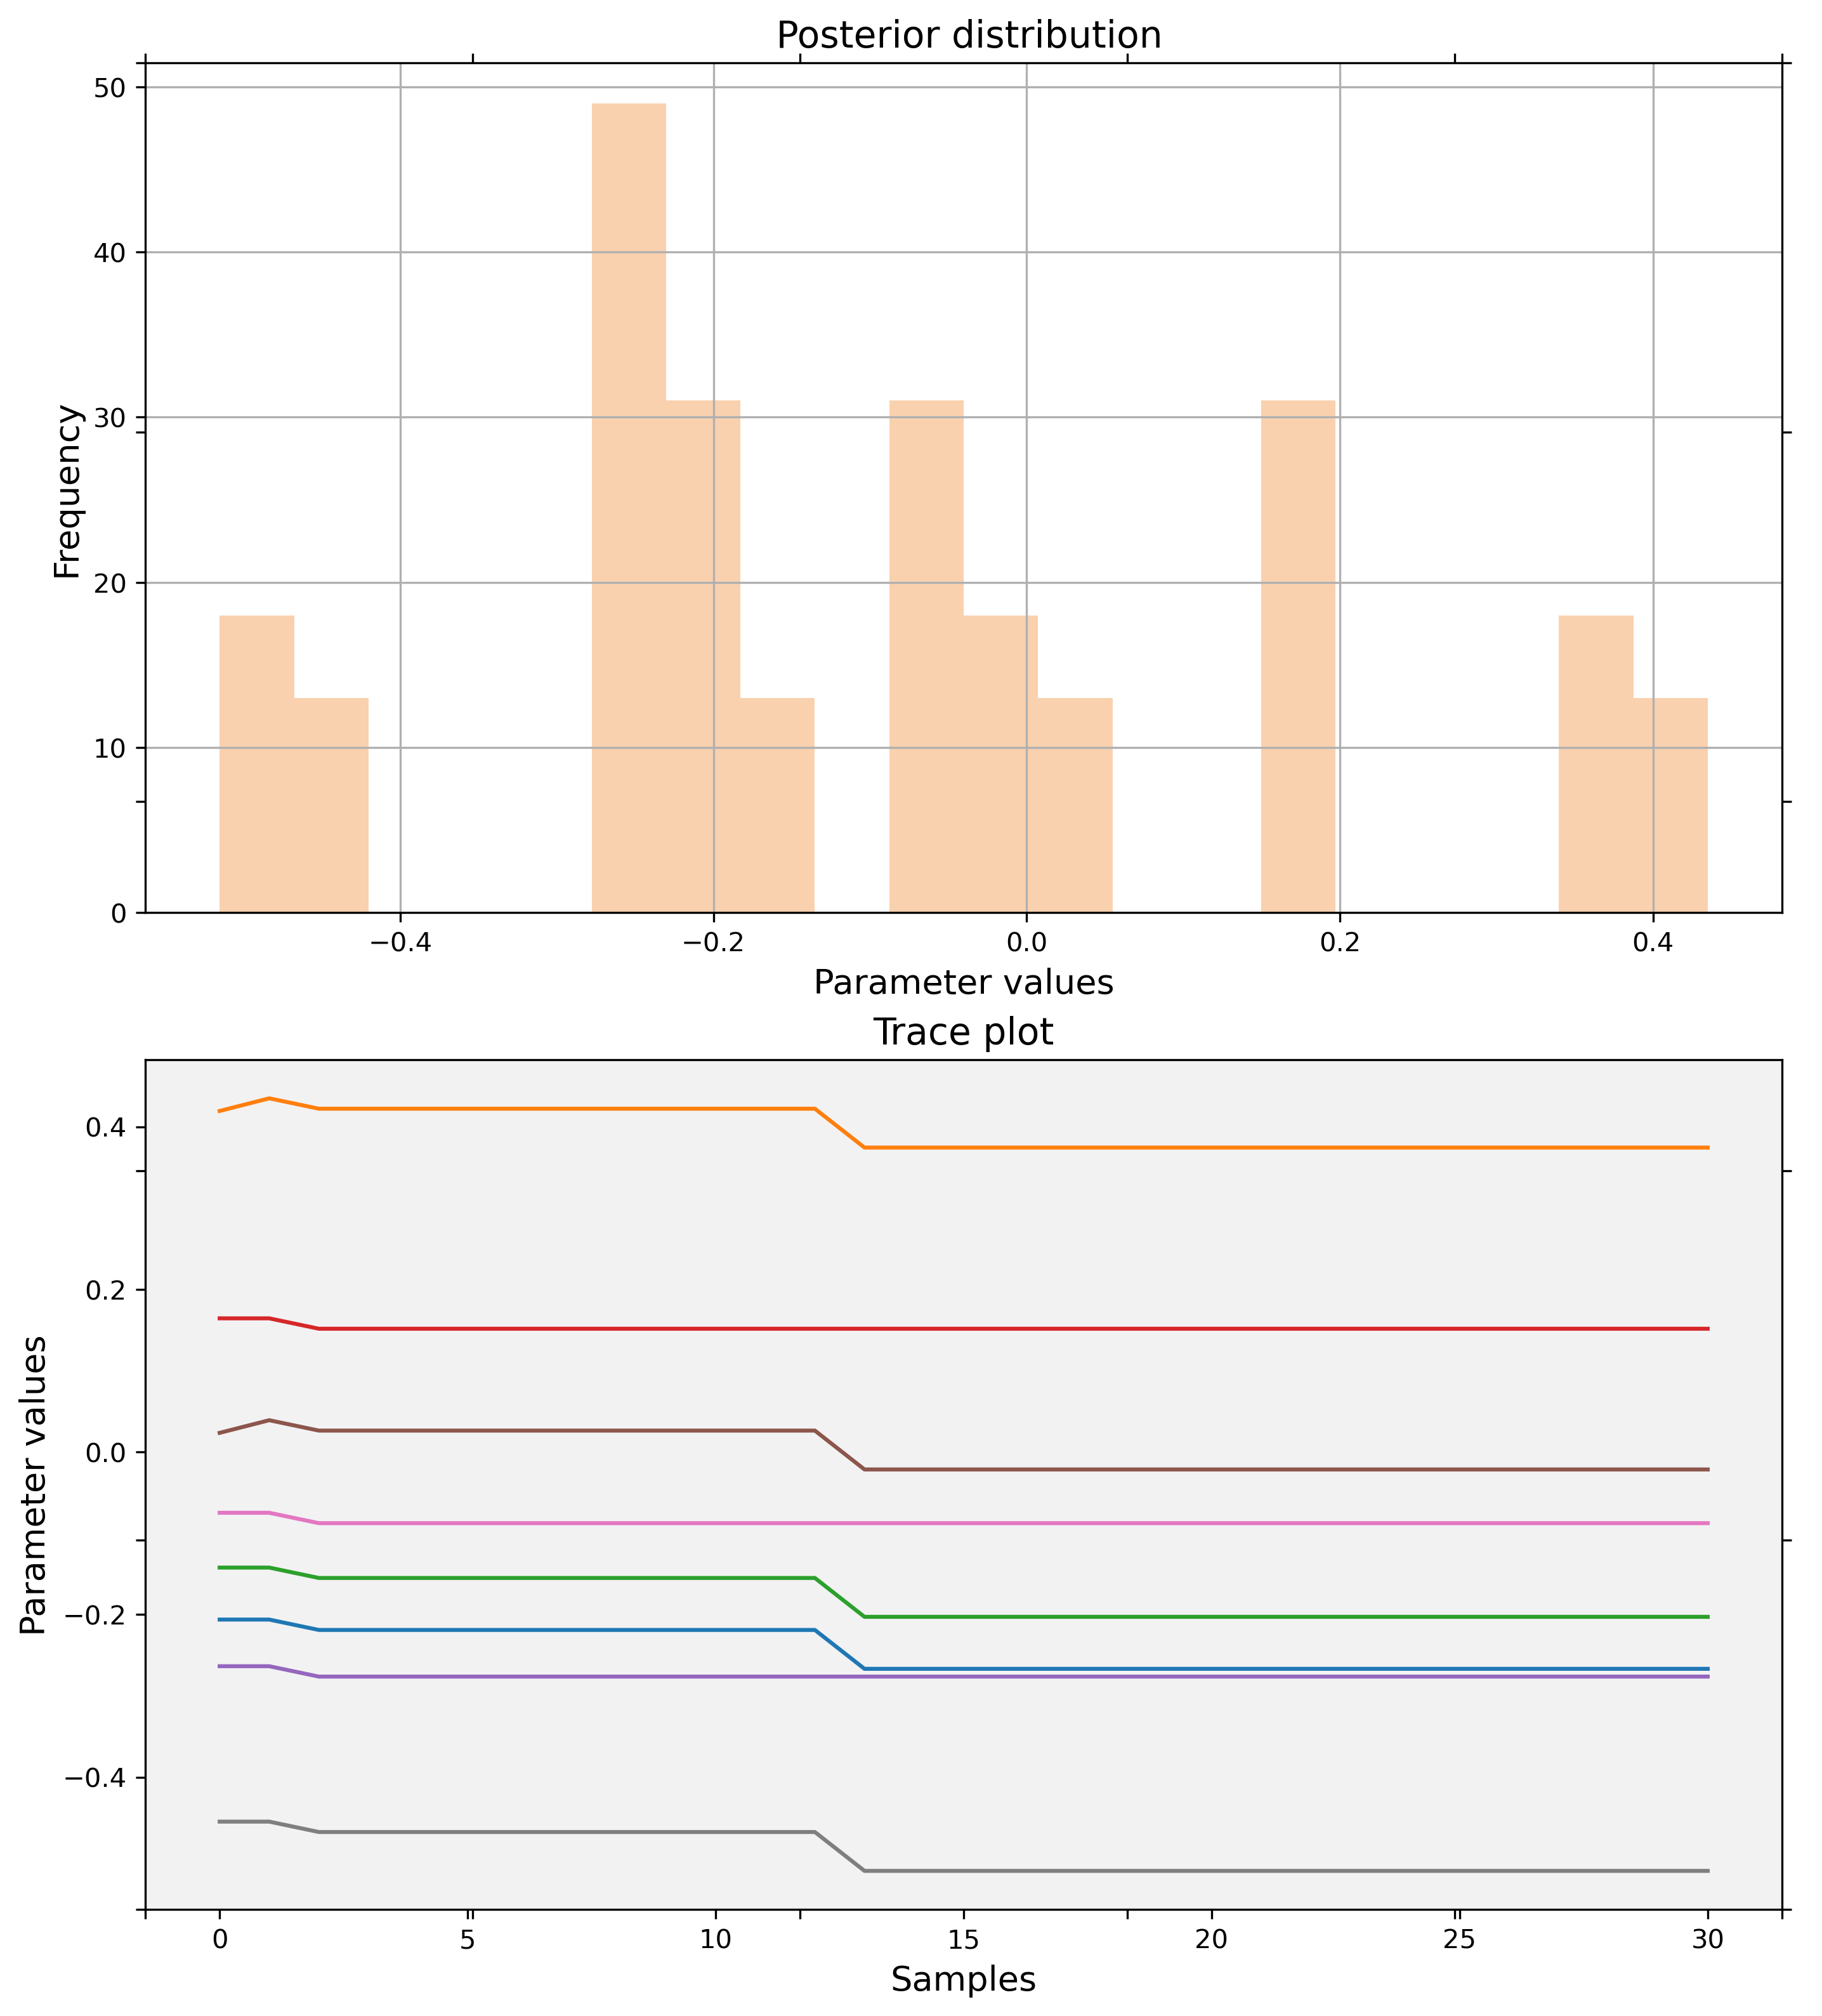 Posterior distribution
50
40
30
20
10
0
Frequency
−0.4 −0.2 0.0 0.2 0.4
Parameter values
Trace plot
0.4
0.2
0.0
−0.2
−0.4
Parameter values
0 5 10 15 20 25 30
Samples